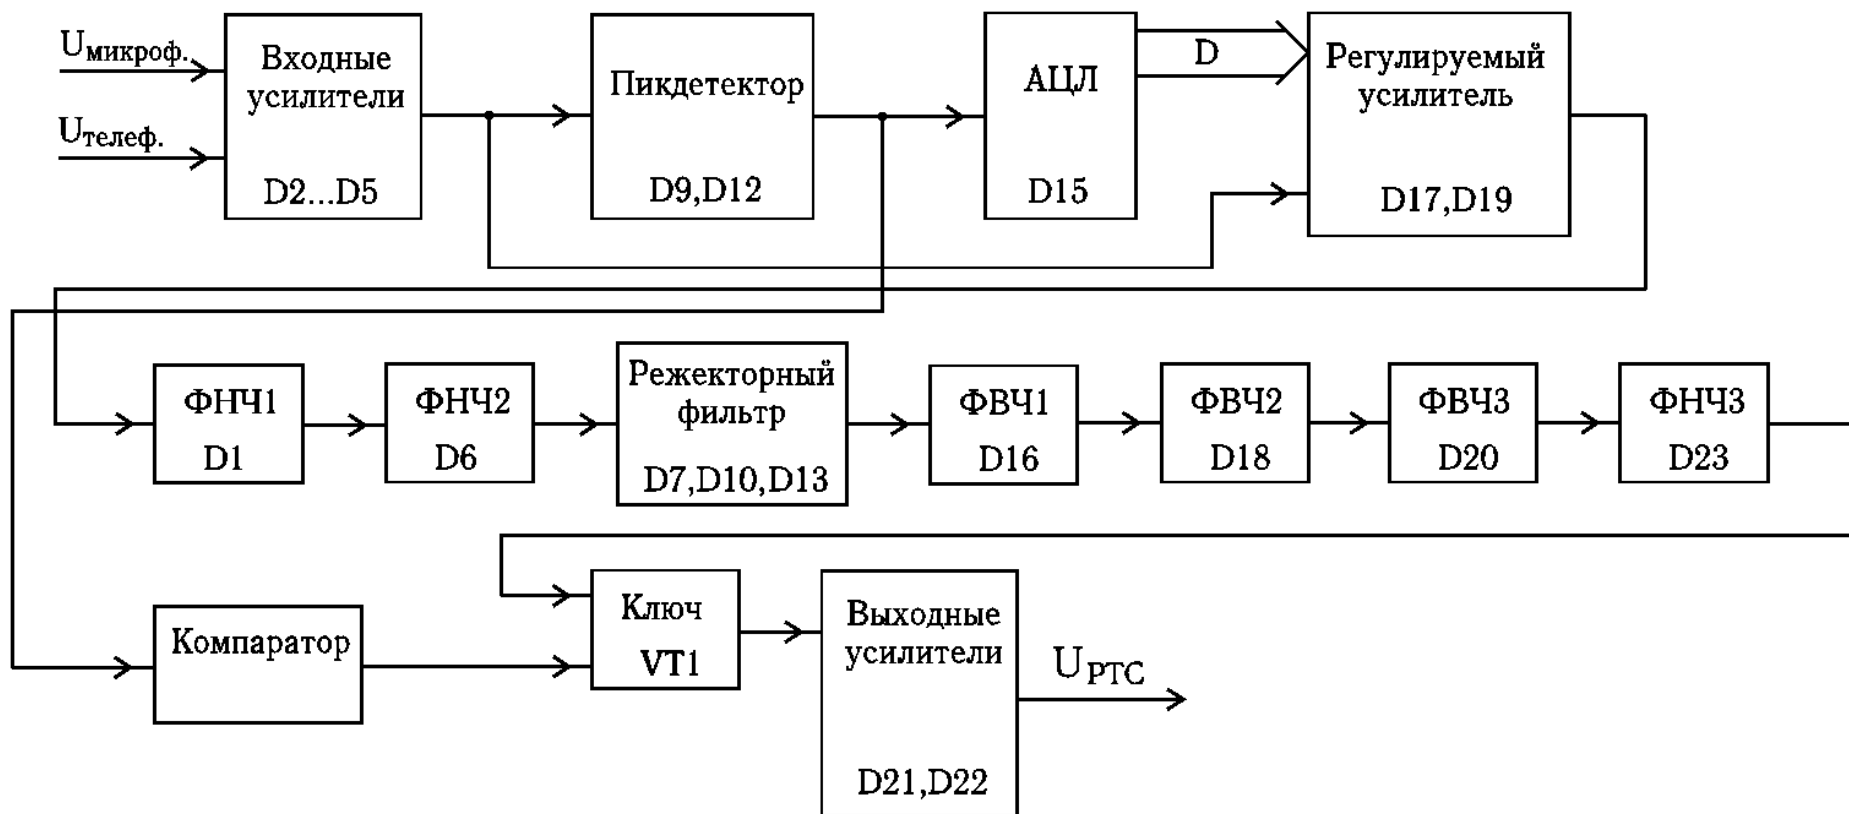 Uмикроф.
Uтелеф.
Входные
усилители
D2...D5
Пикдетектор
D9,D12
АЦЛ
D15
D
Регулируемый
усилитель
D17,D19
ФНЧ1
D1
ФНЧ2
D6
Режекторный
фильтр
D7,D10,D13
ФВЧ1
D16
ФВЧ2
D18
ФВЧ3
D20
ФНЧ3
D23
Компаратор
Ключ
VT1
Выходные
усилители
D21,D22
UРТС